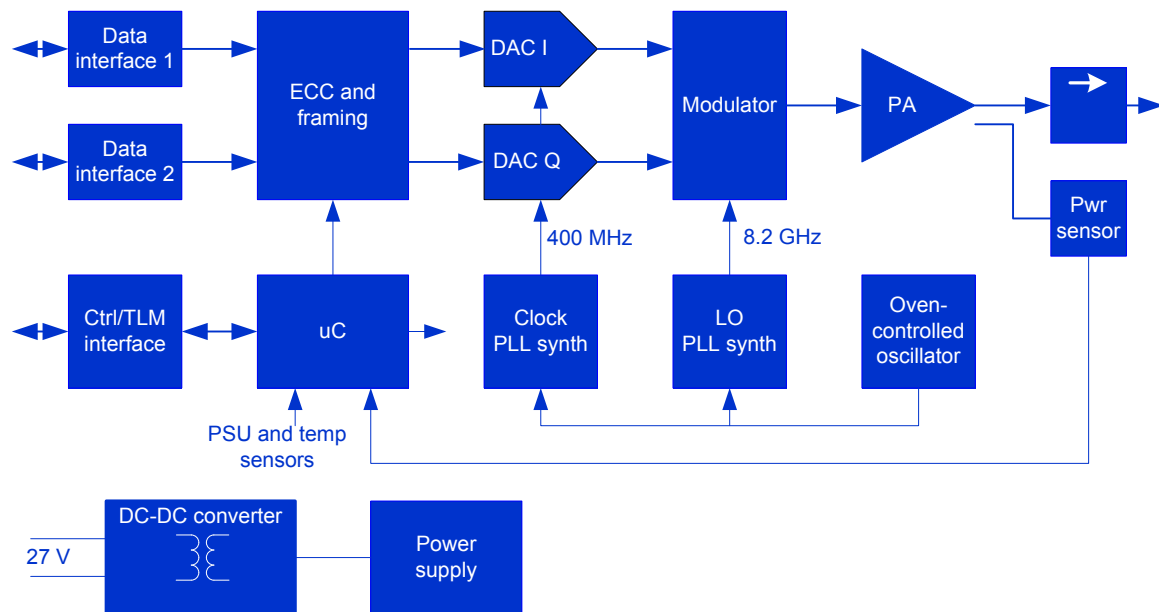 Data
interface 1
ECC and
framing
DAC I
Modulator
PA
Data
interface 2
DAC Q
Pwr
sensor
400 MHz
8.2 GHz
Ctrl/TLM
interface
uC
Clock
PLL synth
LO
PLL synth
Oven-
controlled
oscillator
PSU and temp
sensors
DC-DC converter
27 V
Power
supply